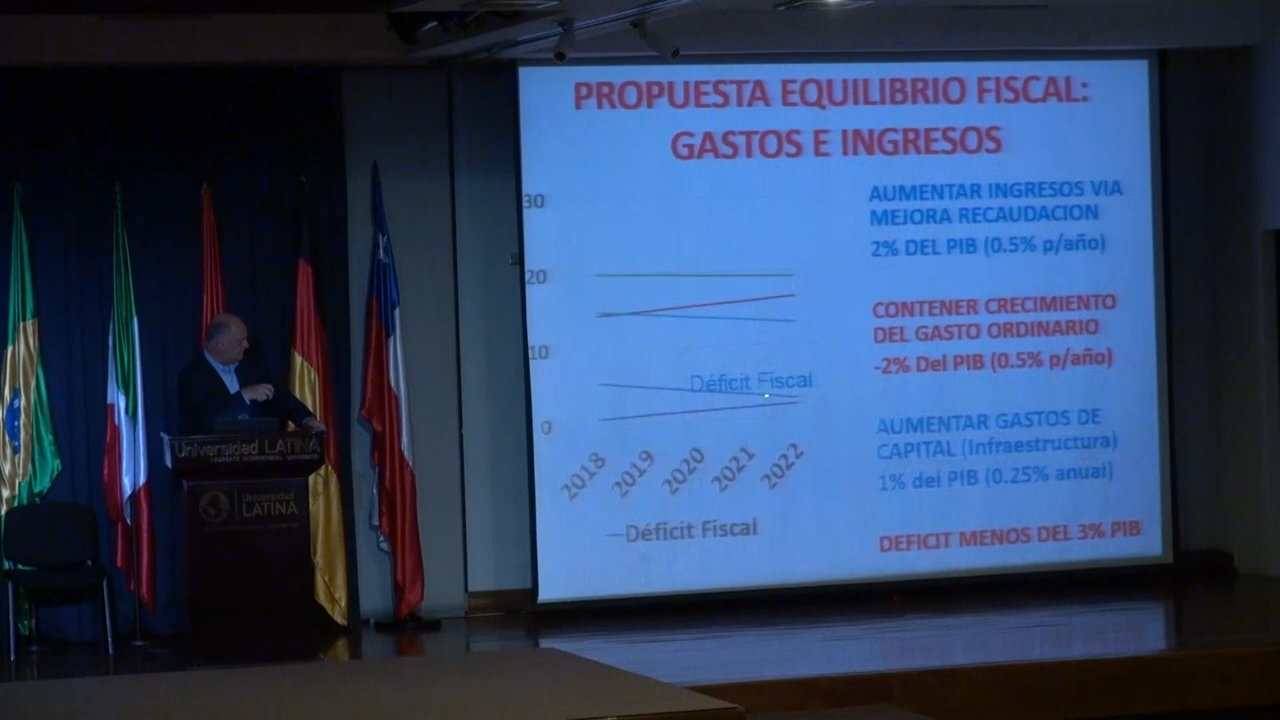 PROPUESTA EQUILIBRIO FISCAL:
GASTOS E INGRESOS
AUMENTAR INGRESOS VIA
MEJORA RECAUDACION
2% DEL PIB (0.5% p/año)
CONTENER CRECIMIENTO
DEL GASTO ORDINARIO
-2% Del PIB (0.5% p/año)
AUMENTAR GASTOS DE
CAPITAL (Infraestructura)
1% del PIB (0.25% anual)
DEFICIT MENOS DEL 3% PIB
30
20
10
0
Déficit Fiscal
2018
2019
2020
2021
2022
Déficit Fiscal
Universidad LATINA
LAUREATE INTERNATIONAL UNIVERSITIES
Universidad
LATINA